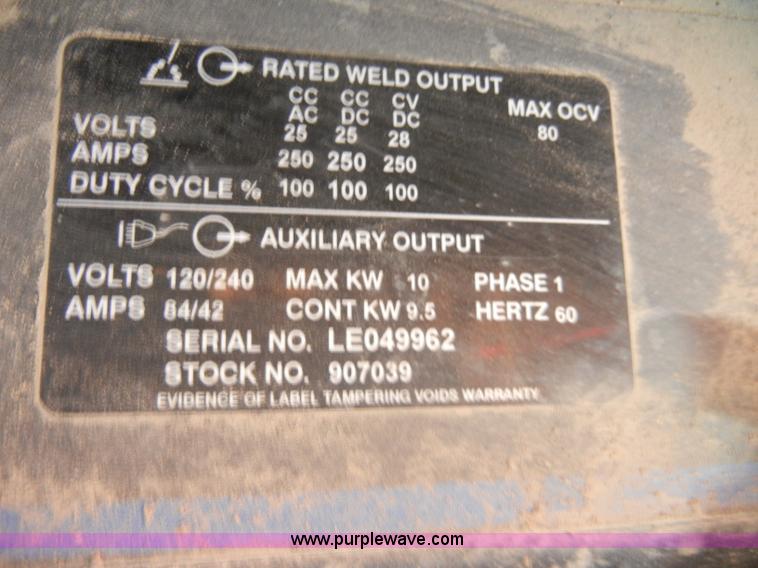 RATED WELD OUTPUT
CC CC CV
AC DC DC MAX OCV
VOLTS 25 25 28 80
AMPS 250 250 250
DUTY CYCLE % 100 100 100
AUXILIARY OUTPUT
VOLTS 120/240 MAX KW 10 PHASE 1
AMPS 84/42 CONT KW 9.5 HERTZ 60
SERIAL NO. LE049962
STOCK NO. 907039
EVIDENCE OF LABEL TAMPERING VOIDS WARRANTY
www.purplewave.com